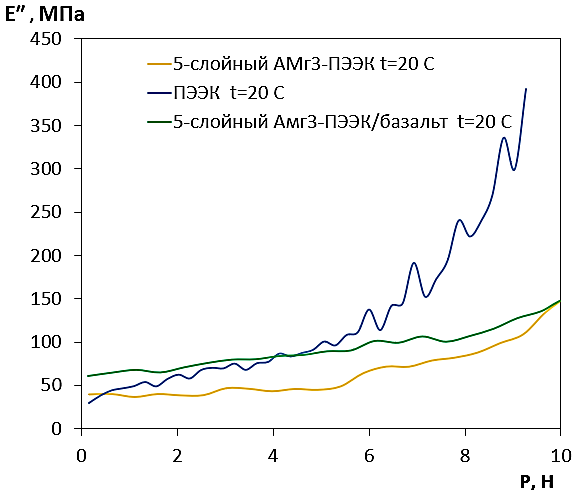 E″, МПа
450
400
350
300
250
200
150
100
50
0
5-слойный АМг3-ПЭЭК t=20 C
ПЭЭК t=20 C
5-слойный Амг3-ПЭЭК/базальт t=20 C
0 2 4 6 8 10
P, H